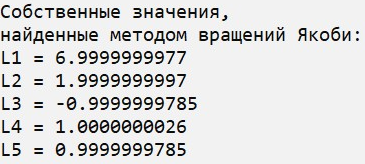 Собственные значения,
найденные методом вращений Якоби:
L1 = 6.9999999977
L2 = 1.9999999997
L3 = -0.9999999785
L4 = 1.0000000026
L5 = 0.9999999785